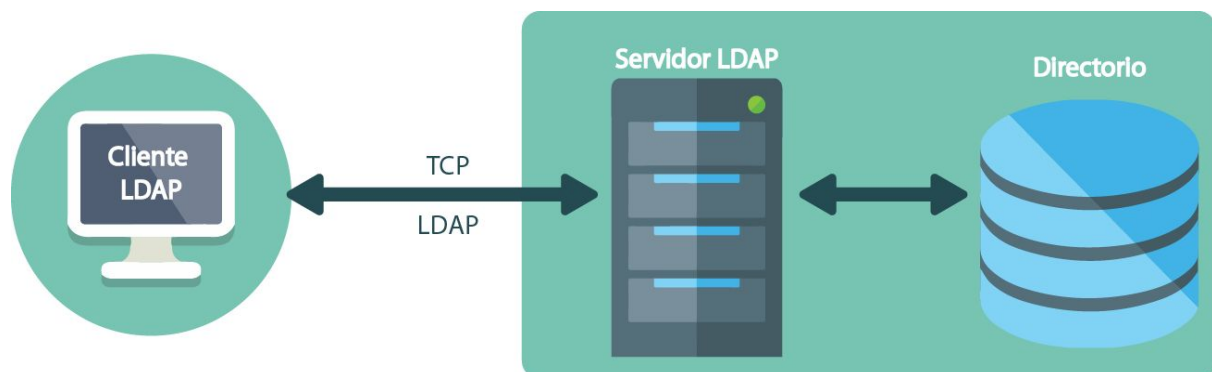 Cliente
LDAP
TCP
LDAP
Servidor LDAP
Directorio